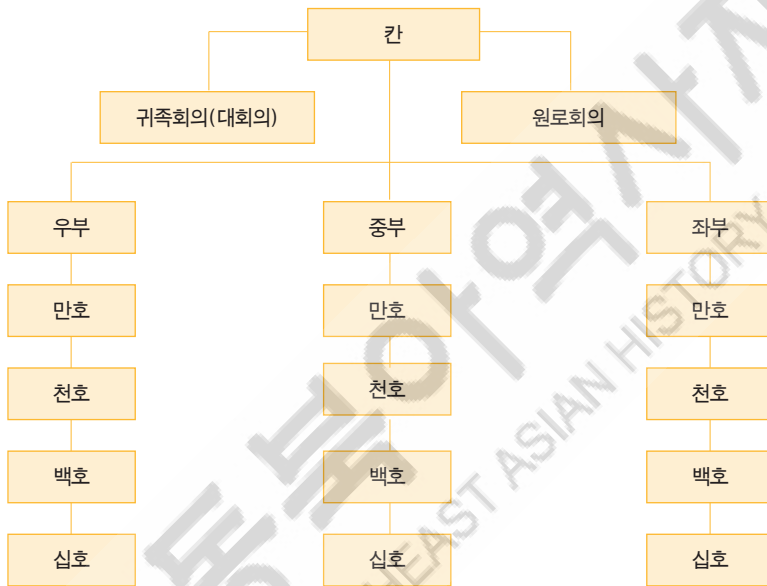 칸
귀족회의(대회의) 원로회의
우부 중부 좌부
만호 만호 만호
천호 천호 천호
백호 백호 백호
십호 십호 십호
동북아역사재
HEAST ASIAN HISTORY